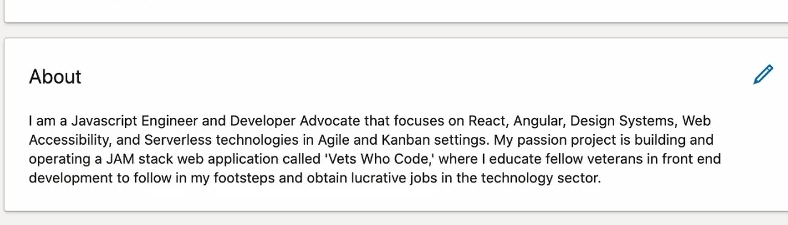 About
I am a Javascript Engineer and Developer Advocate that focuses on React, Angular, Design Systems, Web
Accessibility, and Serverless technologies in Agile and Kanban settings. My passion project is building and
operating a JAM stack web application called 'Vets Who Code,' where I educate fellow veterans in front end
development to follow in my footsteps and obtain lucrative jobs in the technology sector.